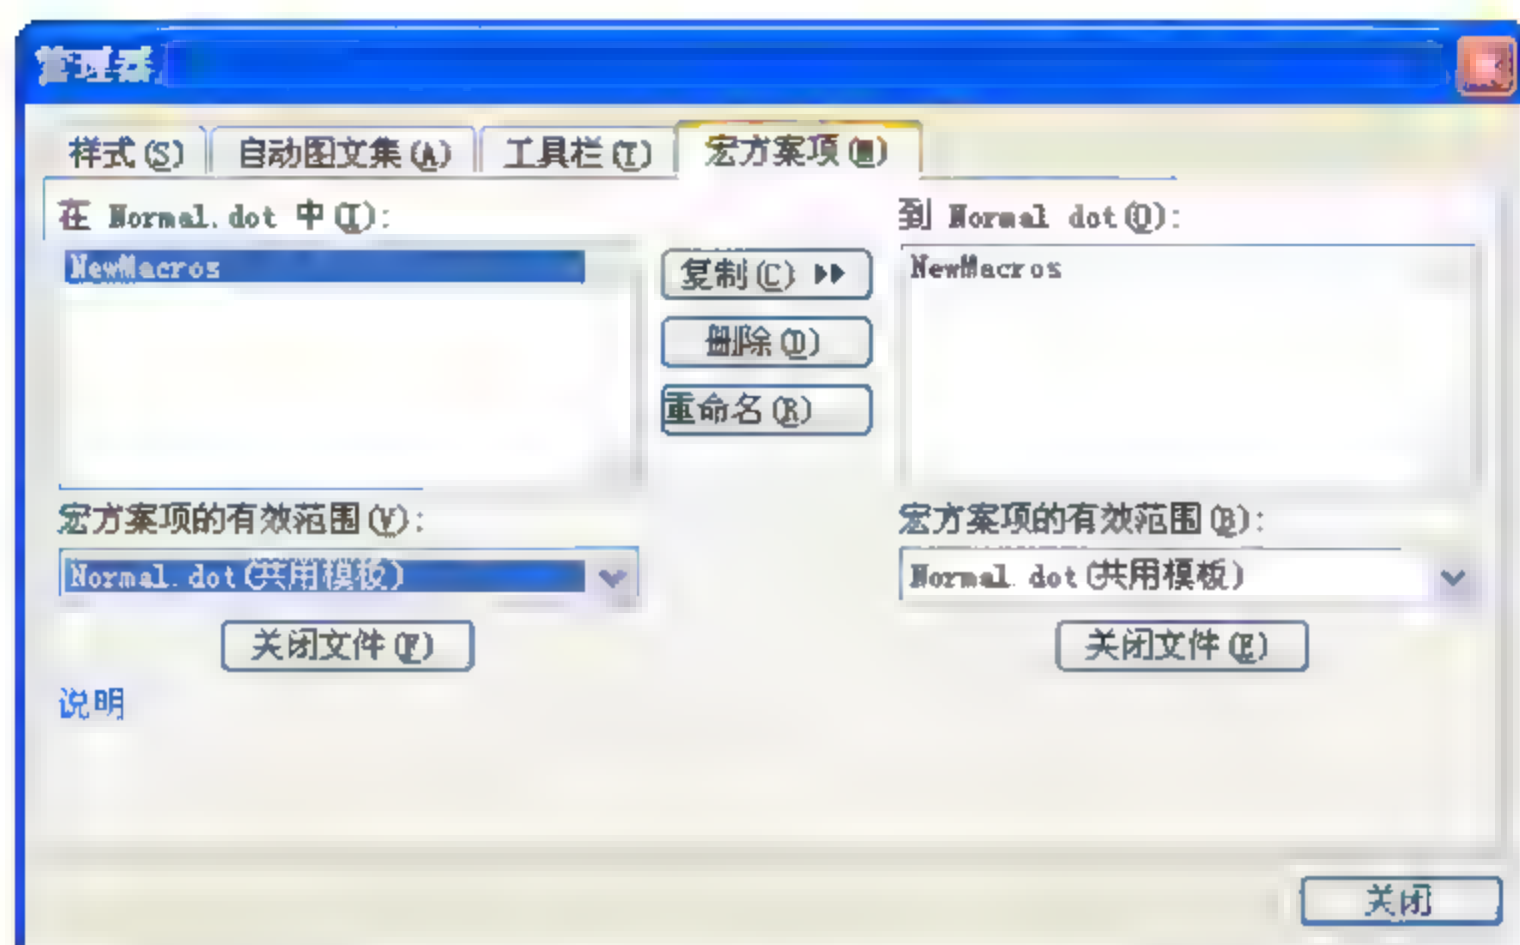 管理器
样式(S) 自动图文集(A) 工具栏(T) 宏方案项(M)
在 Normal.dot 中(I): 到 Normal dot(O):
NewMacros 复制(C) NewMacros
删除(D)
重命名(R)
宏方案项的有效范围(V): 宏方案项的有效范围(B):
Normal.dot(共用模板) Normal.dot(共用模板)
关闭文件(F) 关闭文件(E)
说明
关闭